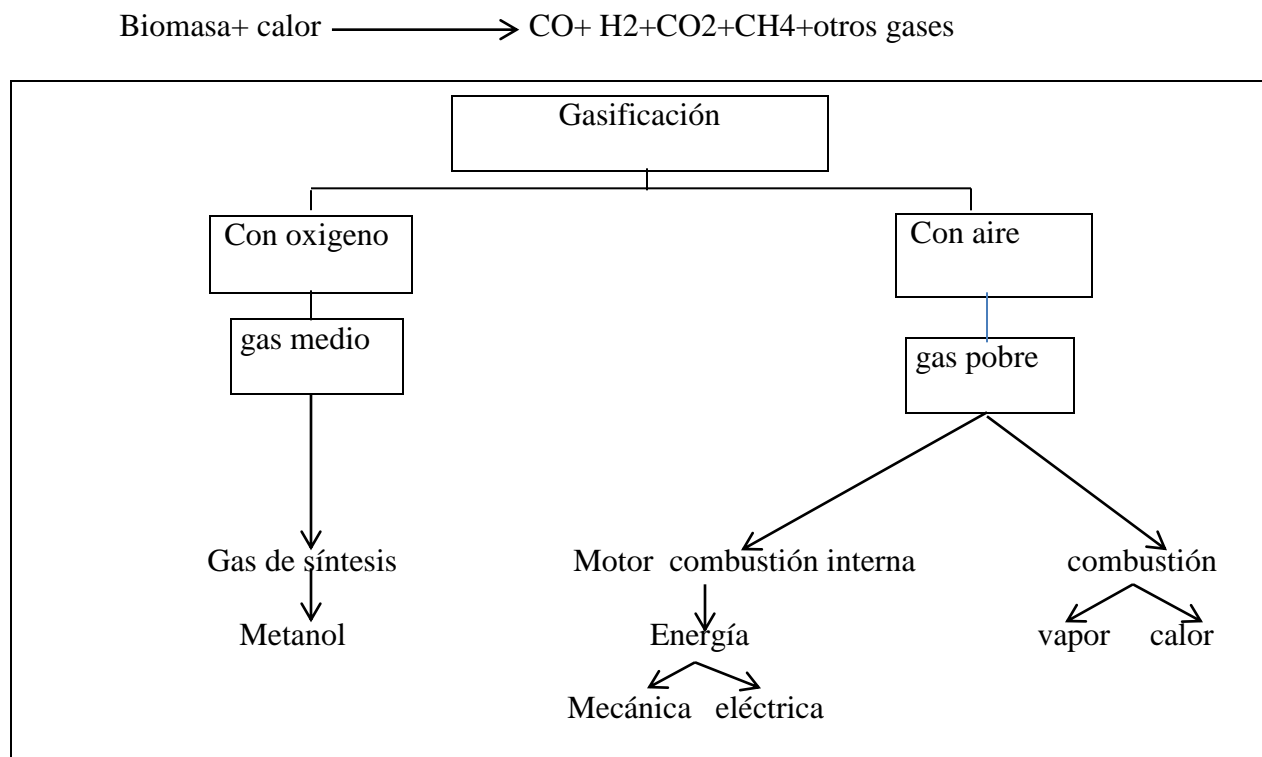 Biomasa+ calor CO+ H2+CO2+CH4+otros gases
Gasificación
Con oxigeno
Con aire
gas medio
gas pobre
Gas de síntesis
Motor combustión interna
combustión
Metanol
Energía
vapor calor
Mecánica eléctrica